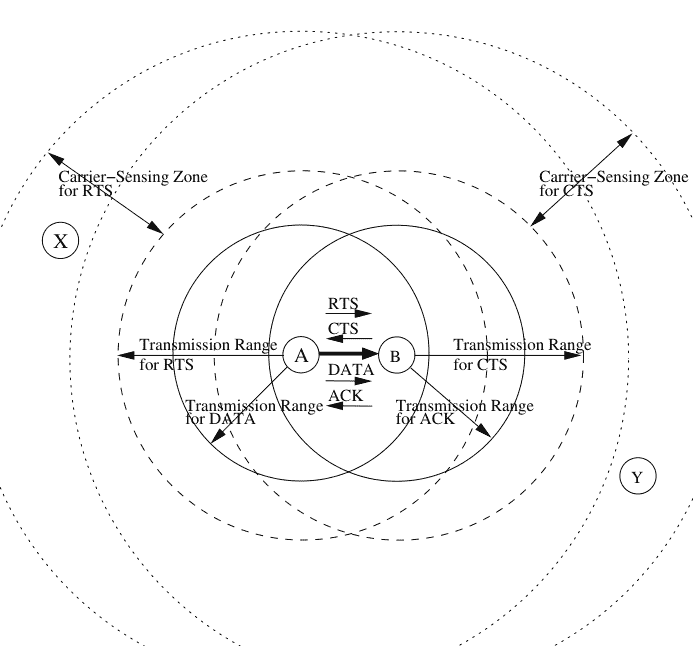 Carrier−Sensing Zone
for RTS
Carrier−Sensing Zone
for CTS
X
RTS
CTS
Transmission Range
for RTS
A
B
Transmission Range
for CTS
DATA
ACK
Transmission Range
for DATA
Transmission Range
for ACK
Y